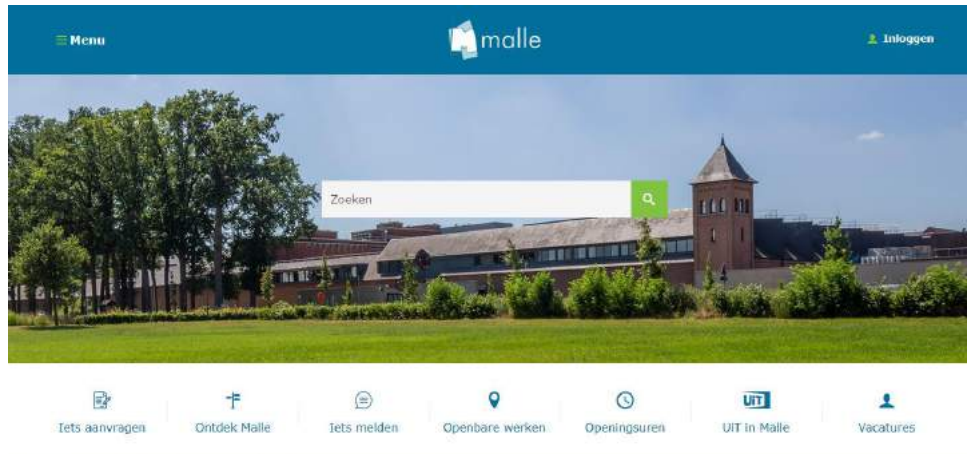 Menu
malle
Inloggen
Zoeken
UiT
Iets aanvragen
Ontdek Malle
Iets melden
Openbare werken
Openingsuren
UiT in Malle
Vacatures